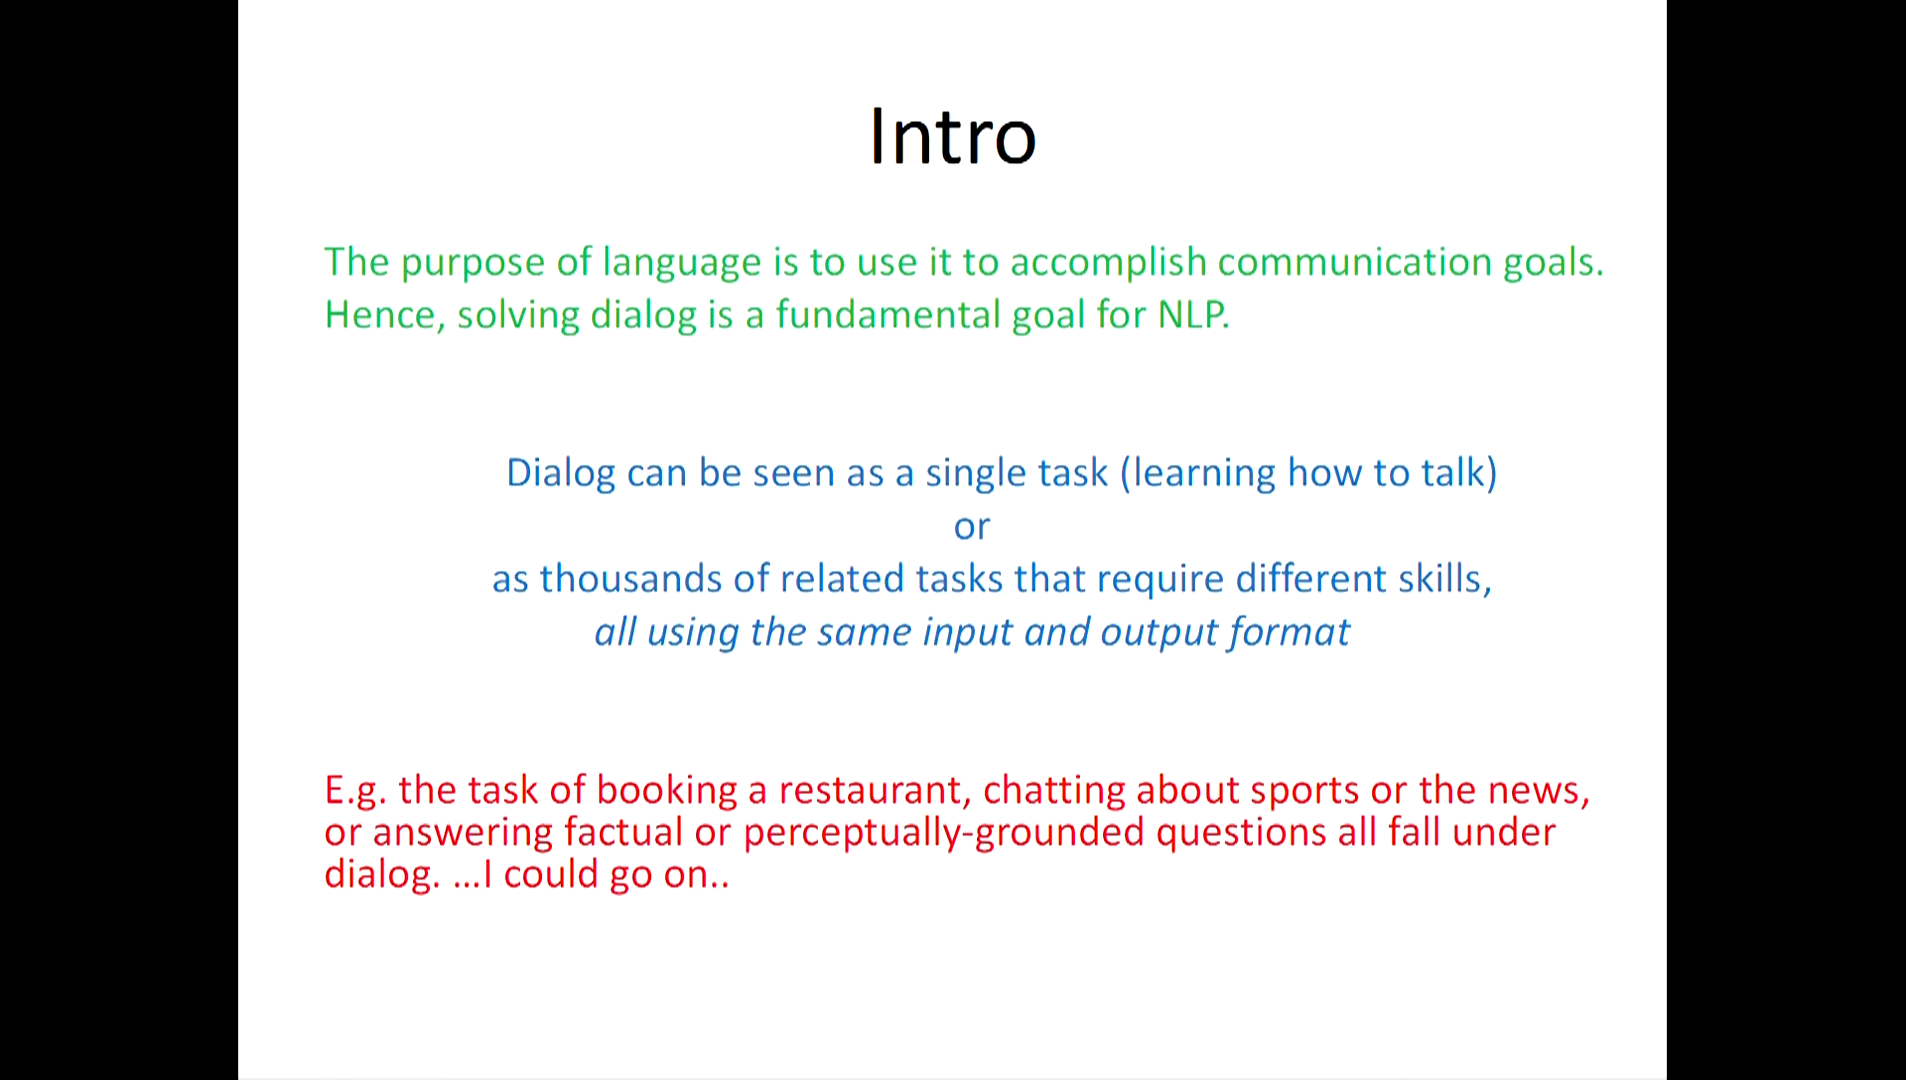 Intro
The purpose of language is to use it to accomplish communication goals.
Hence, solving dialog is a fundamental goal for NLP.
Dialog can be seen as a single task (learning how to talk)
or
as thousands of related tasks that require different skills,
all using the same input and output format
E.g. the task of booking a restaurant, chatting about sports or the news,
or answering factual or perceptually-grounded questions all fall under
dialog. ...I could go on..